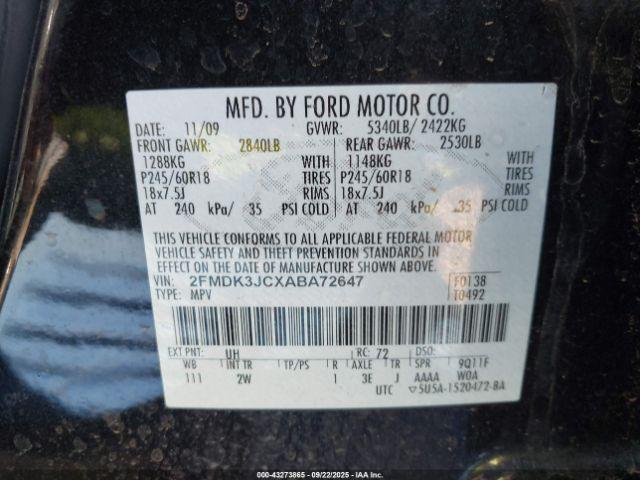 MFD. BY FORD MOTOR CO.
DATE: 11/09 GVWR: 5340LB/ 2422KG
FRONT GAWR: 2840LB REAR GAWR: 2530LB
1288KG WITH 1148KG WITH
P245/60R18 TIRES P245/60R18 TIRES
18x7.5J RIMS 18x7.5J RIMS
AT 240 kPa/ 35 PSI COLD AT 240 kPa/ 35 PSI COLD
THIS VEHICLE CONFORMS TO ALL APPLICABLE FEDERAL MOTOR
VEHICLE SAFETY AND THEFT PREVENTION STANDARDS IN
EFFECT ON THE DATE OF MANUFACTURE SHOWN ABOVE.
VIN: 2FMDK3JCXABA72647 F0138
TYPE: MPV T0492
EXT PNT: UH RC: 72 DSO:
WB INT TR TP/PS R AXLE TR SPR 9Q11F
111 2W 1 3E J AAAA W0A
UTC ▽5U5A-1520472-BA
© IAA-43273865 - 09/22/2025 - IAAI.COM